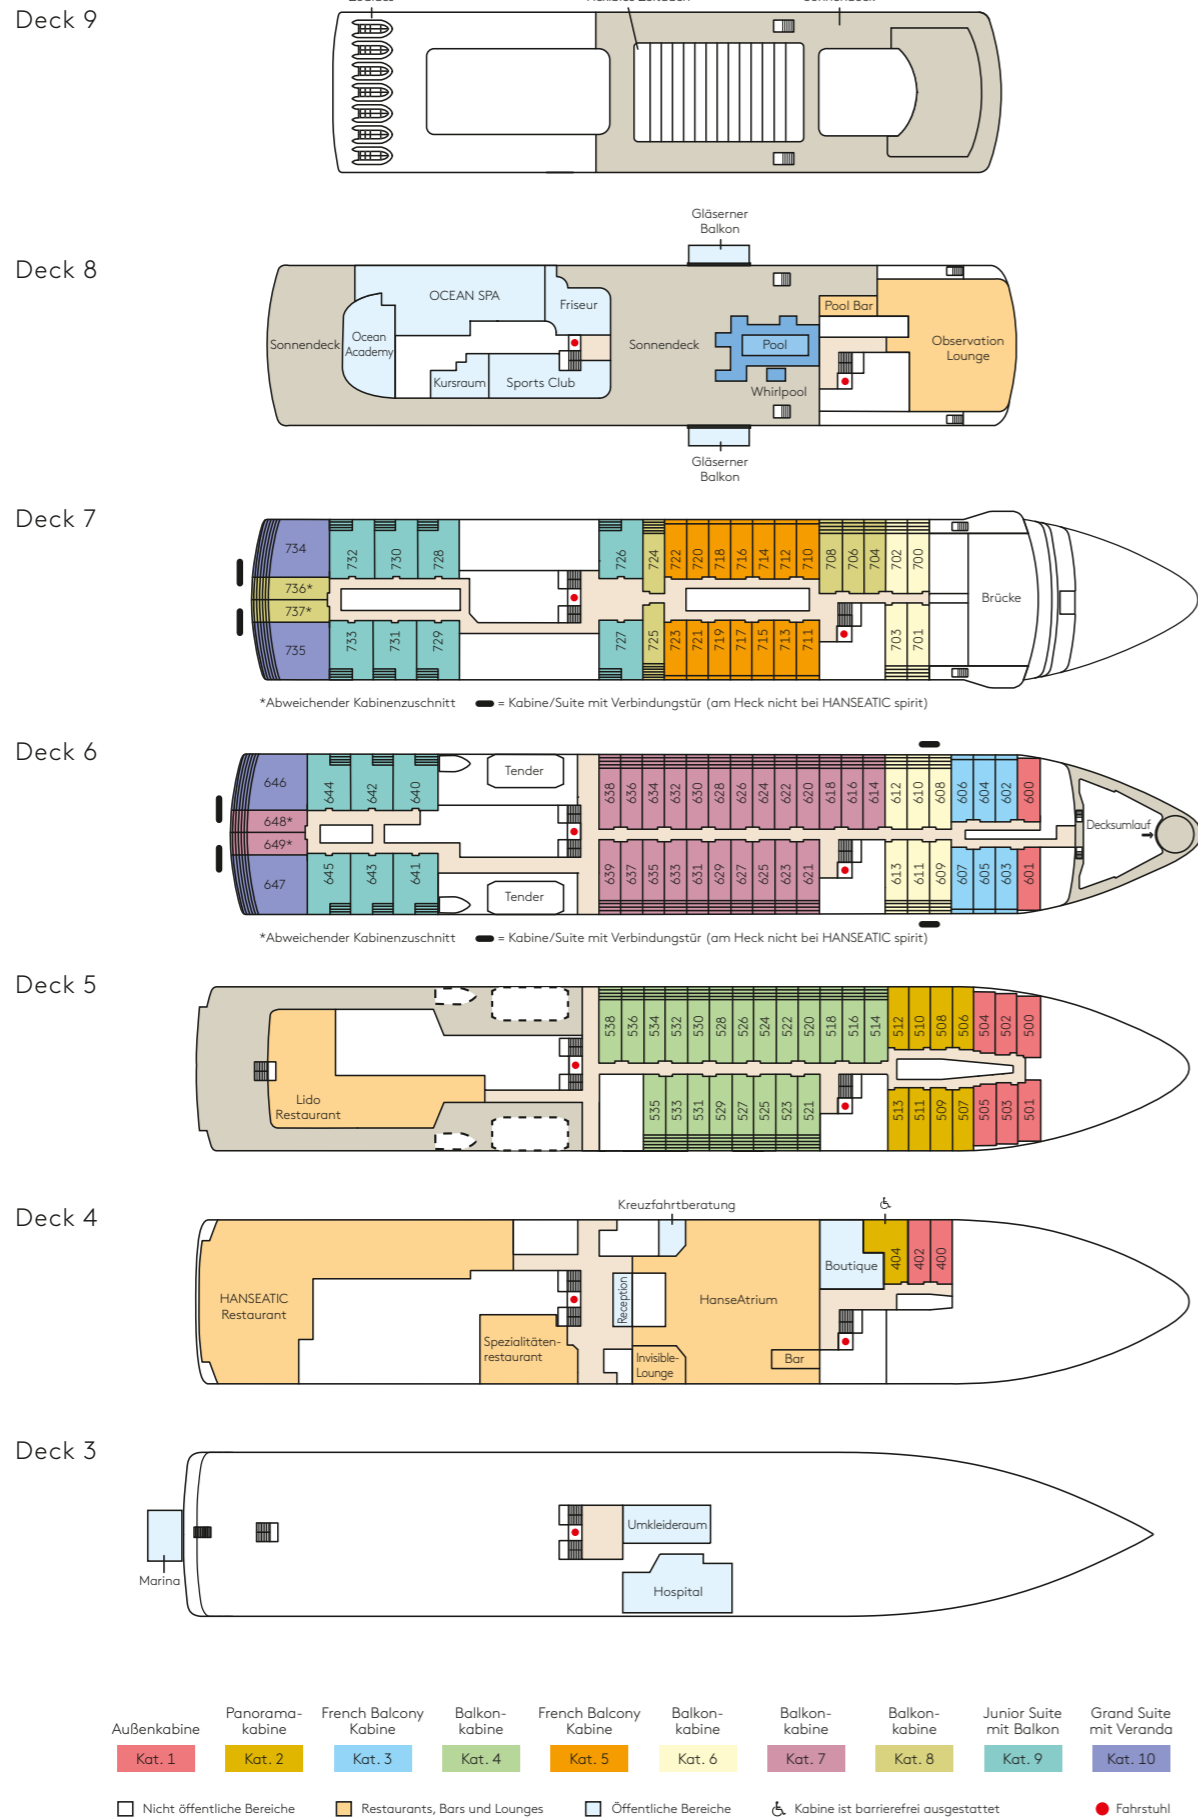 Deck 9
Deck 8
Gläserner
Balkon
OCEAN SPA
Friseur
Ocean
Academy
Kursraum
Sports Club
Sonnendeck
Sonnendeck
Pool Bar
Pool
Whirlpool
Observation
Lounge
Gläserner
Balkon
Deck 7
734 732 730 728 726 724 722 720 718 716 714 712 710 708 706 704 702 700
736*
737*
Brücke
735 733 731 729 727 725 723 721 719 717 715 713 711 703 701
*Abweichender Kabinenzuschnitt = Kabine/Suite mit Verbindungstür (am Heck nicht bei HANSEATIC spirit)
Deck 6
646 644 642 640 Tender 638 636 634 632 630 628 626 624 622 620 618 616 614 612 610 608 606 604 602 600
648*
649*
Decksumlauf
647 645 643 641 Tender 639 637 635 633 631 629 627 625 623 621 613 611 609 607 605 603 601
*Abweichender Kabinenzuschnitt = Kabine/Suite mit Verbindungstür (am Heck nicht bei HANSEATIC spirit)
Deck 5
538 536 534 532 530 528 526 524 522 520 518 516 514 512 510 508 506 504 502 500
Lido
Restaurant
535 533 531 529 527 525 523 521 513 511 509 507 505 503 501
Deck 4
Kreuzfahrtberatung
HANSEATIC
Restaurant
Spezialitäten-
restaurant
Reception
HanseAtrium
Invisible-
Lounge
Bar
Boutique
404 402 400
Deck 3
Marina
Umkleideraum
Hospital
Außenkabine
Kat. 1
Panorama-
kabine
Kat. 2
French Balcony
Kabine
Kat. 3
Balkon-
kabine
Kat. 4
French Balcony
Kabine
Kat. 5
Balkon-
kabine
Kat. 6
Balkon-
kabine
Kat. 7
Balkon-
kabine
Kat. 8
Junior Suite
mit Balkon
Kat. 9
Grand Suite
mit Veranda
Kat. 10
Nicht öffentliche Bereiche
Restaurants, Bars und Lounges
Öffentliche Bereiche
Kabine ist barrierefrei ausgestattet
Fahrstuhl